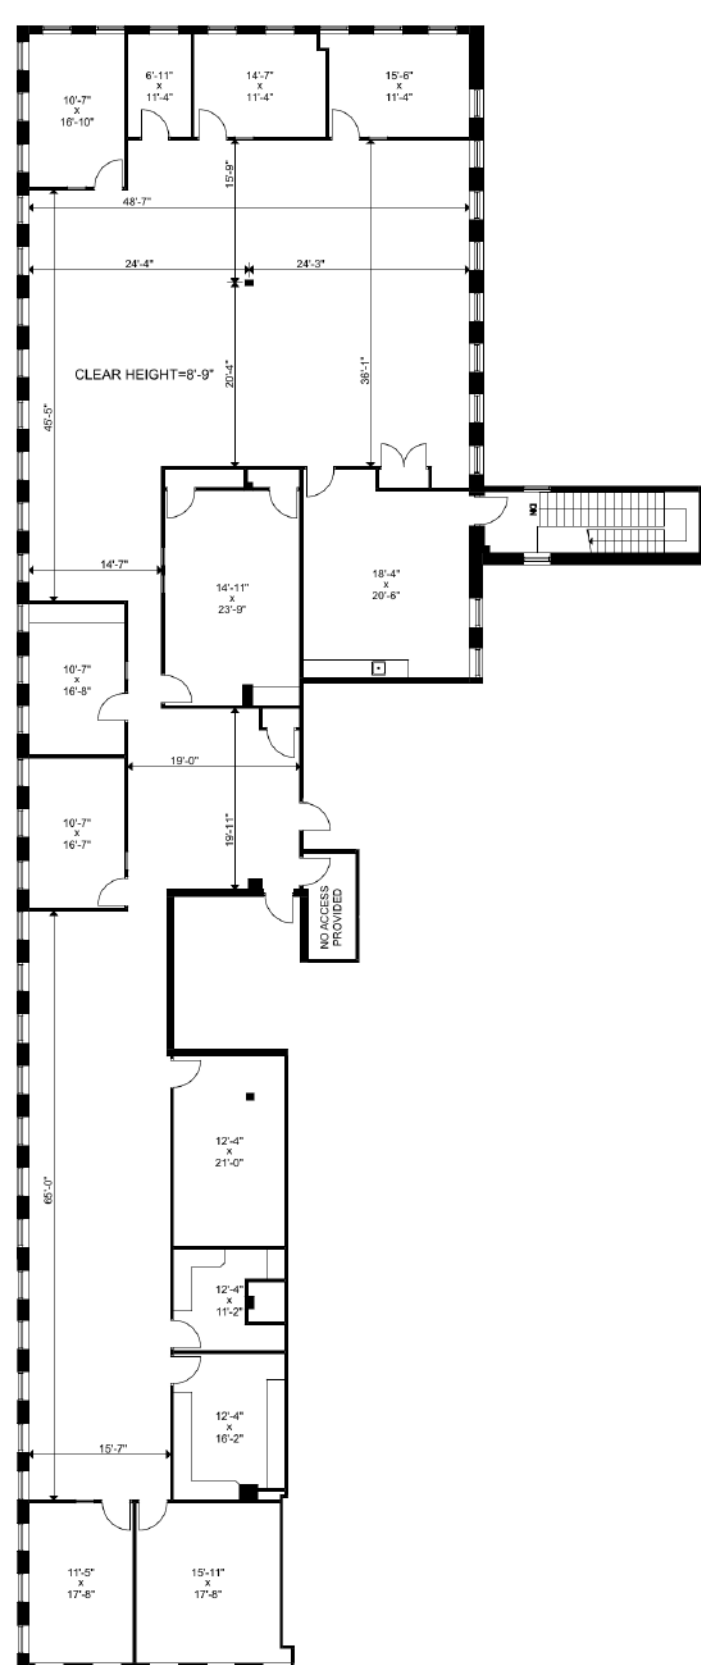 10'-7"
x
16'-10"
6'-11"
x
11'-4"
14'-7"
x
11'-4"
15'-6"
x
11'-4"
15'-9"
48'-7"
24'-4"
24'-3"
CLEAR HEIGHT=8'-9"
20'-4"
36'-1"
45'-5"
DN
14'-7"
14'-11"
x
23'-9"
18'-4"
x
20'-6"
10'-7"
x
16'-8"
19'-0"
10'-7"
x
16'-7"
19'-11"
NO ACCESS
PROVIDED
12'-4"
x
21'-0"
65'-0"
12'-4"
x
11'-2"
12'-4"
x
16'-2"
15'-7"
11'-5"
x
17'-8"
15'-11"
x
17'-8"